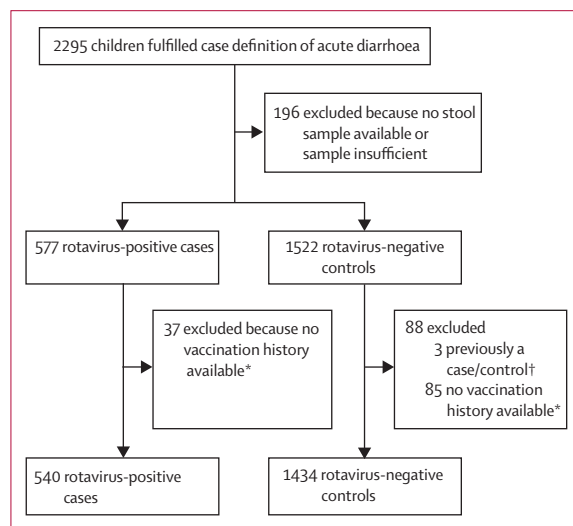 2295 children fulfilled case definition of acute diarrhoea
196 excluded because no stool
sample available or
sample insufficient
577 rotavirus-positive cases
1522 rotavirus-negative
controls
37 excluded because no
vaccination history
available*
88 excluded
3 previously a
case/control†
85 no vaccination
history available*
540 rotavirus-positive
cases
1434 rotavirus-negative
controls